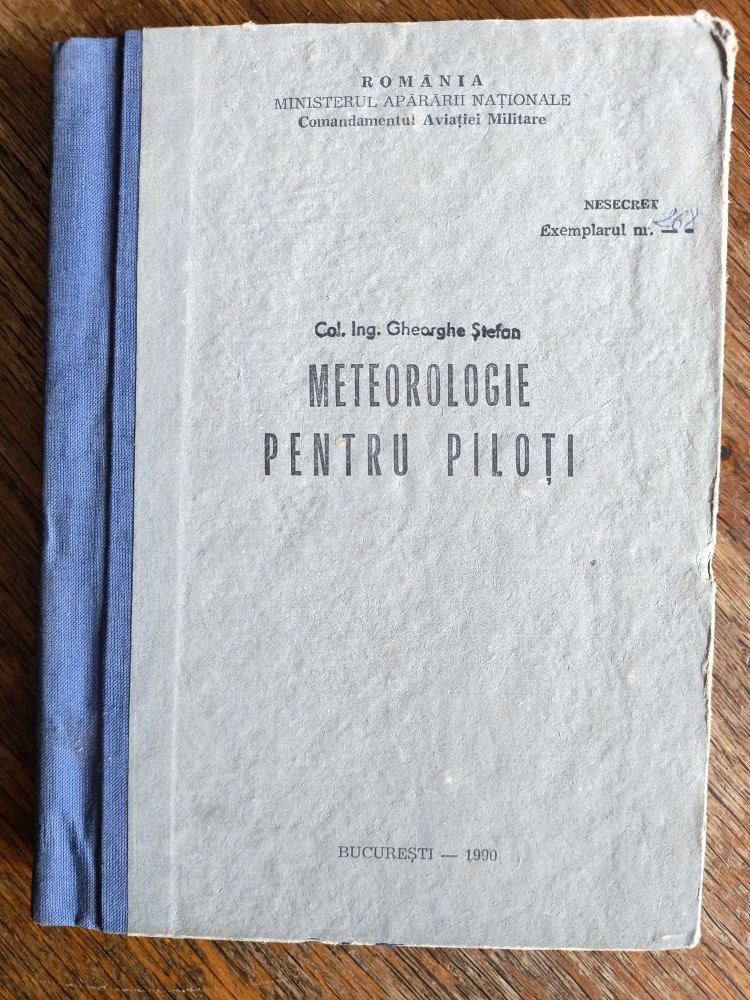 ROMÂNIA
MINISTERUL APĂRĂRII NAȚIONALE
Comandamentul Aviației Militare
NESECRET
Exemplarul nr. 268
Col. Ing. Gheorghe Ștefan
METEOROLOGIE
PENTRU PILOȚI
BUCUREȘTI — 1990